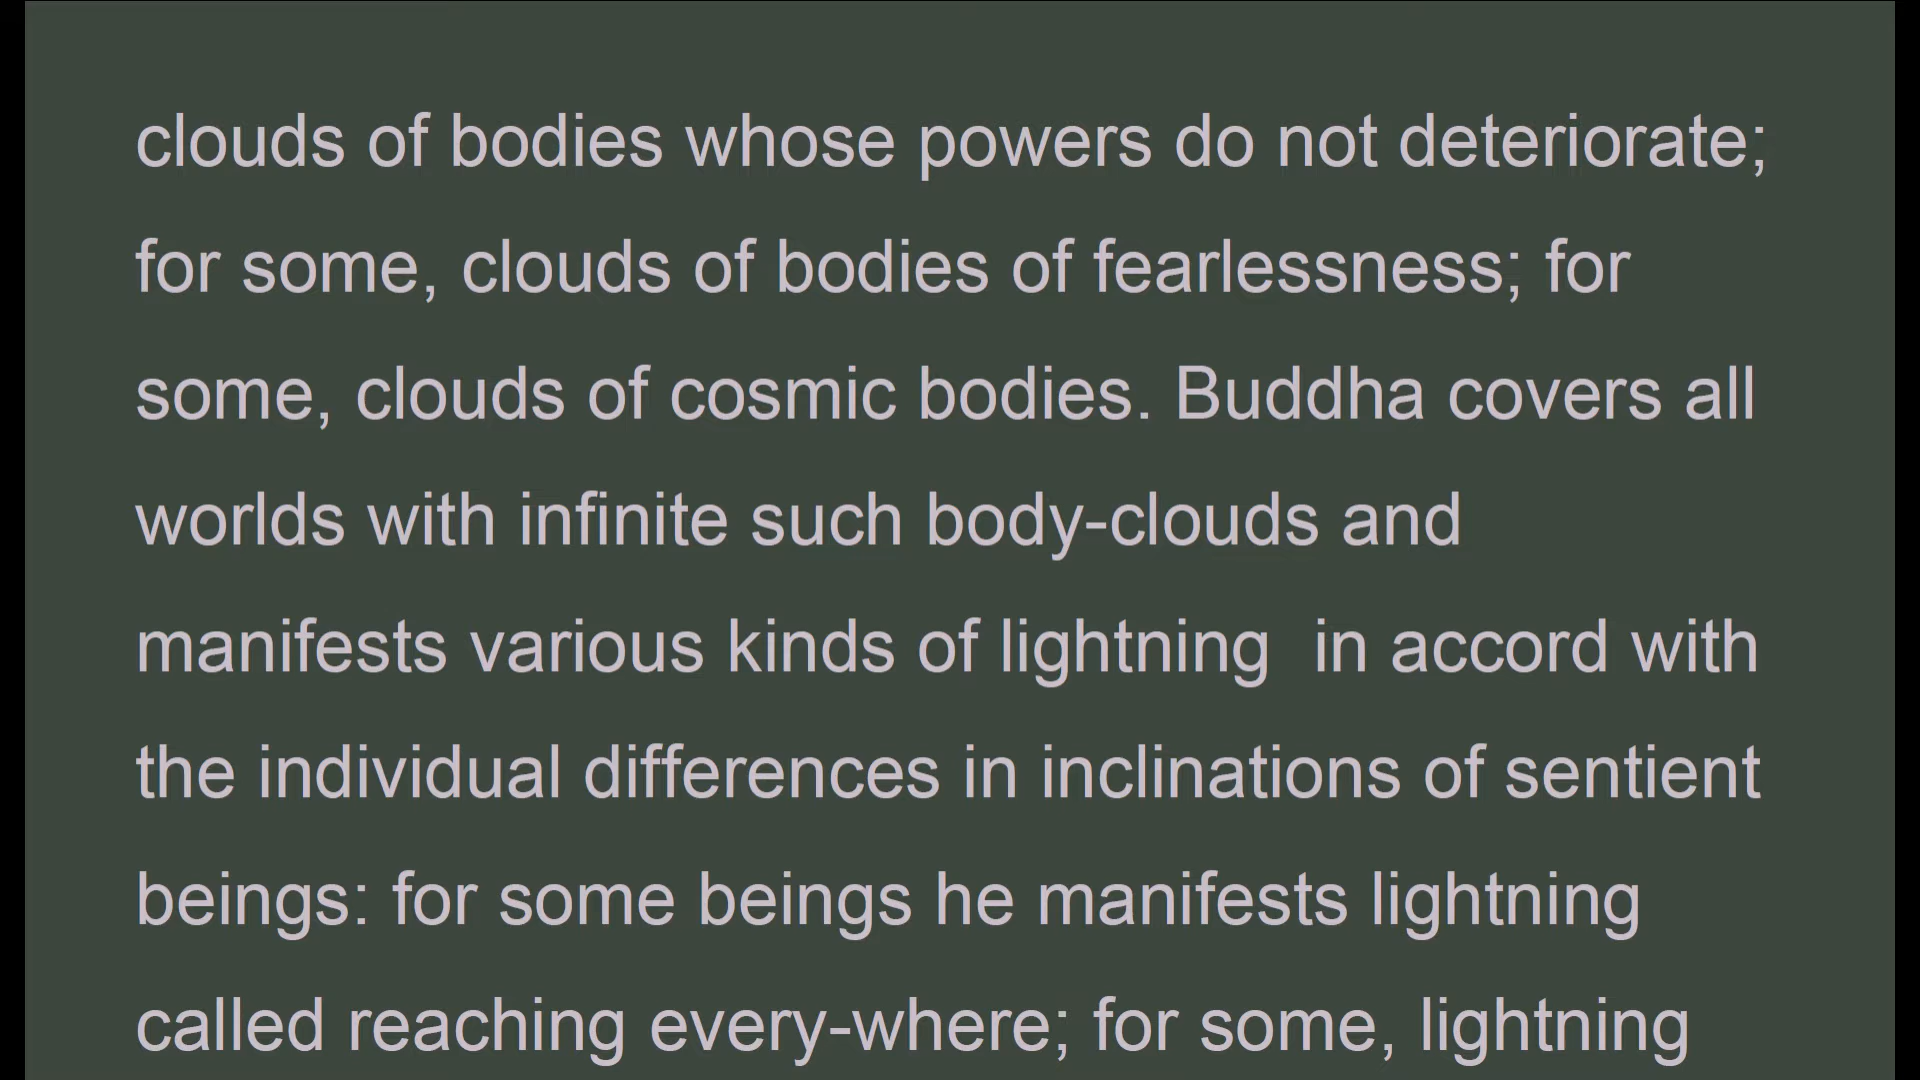 clouds of bodies whose powers do not deteriorate;
for some, clouds of bodies of fearlessness; for
some, clouds of cosmic bodies. Buddha covers all
worlds with infinite such body-clouds and
manifests various kinds of lightning  in accord with
the individual differences in inclinations of sentient
beings: for some beings he manifests lightning
called reaching every-where; for some, lightning